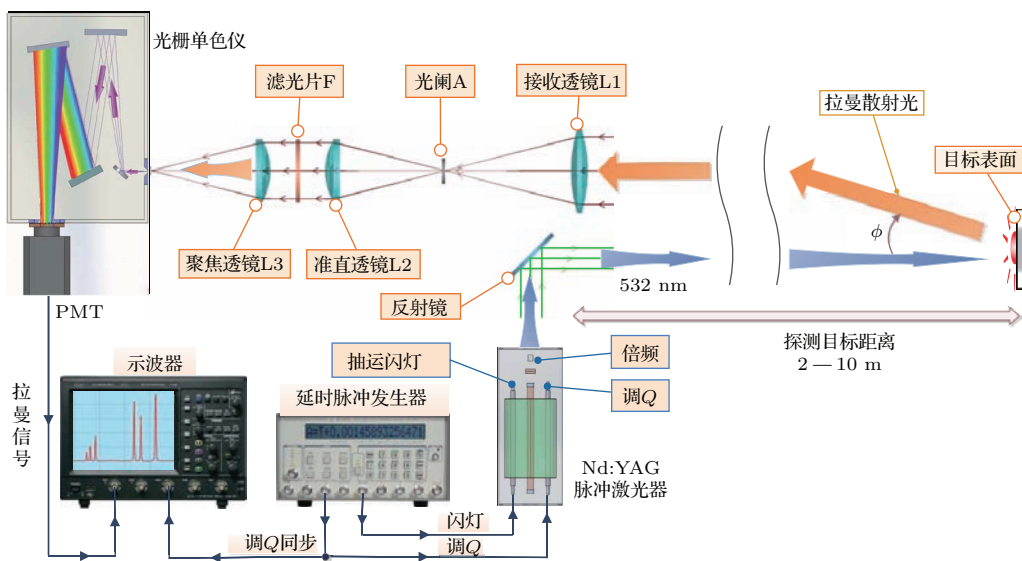 光栅单色仪
滤光片F
光阑A
接收透镜L1
拉曼散射光
目标表面
ϕ
聚焦透镜L3
准直透镜L2
反射镜
532 nm
PMT
探测目标距离
2 — 10 m
示波器
延时脉冲发生器
抽运闪灯
倍频
调Q
拉曼信号
Nd:YAG
脉冲激光器
闪灯
调Q同步
调Q